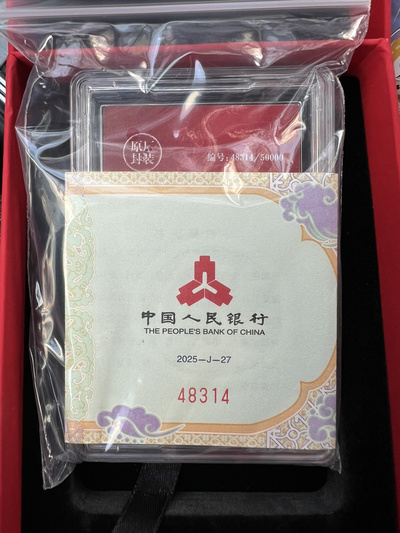 原厂
封装
编号:48314/50000
中国人民银行
THE PEOPLE'S BANK OF CHINA
2025—J—27
48314